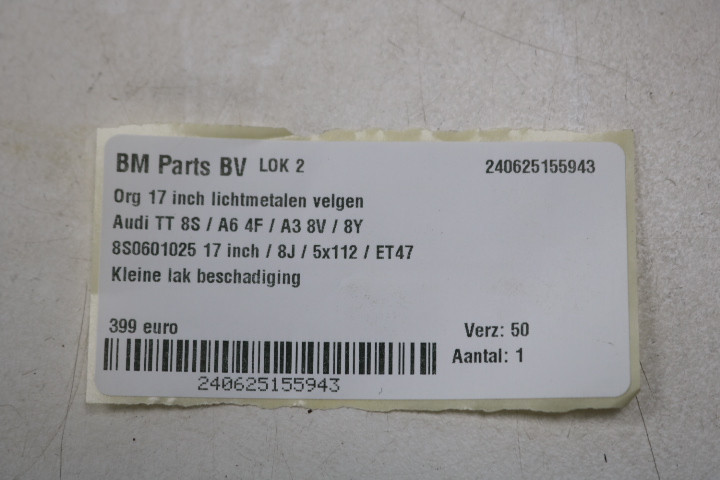 BM Parts BV LOK 2 240625155943
Org 17 inch lichtmetalen velgen
Audi TT 8S / A6 4F / A3 8V / 8Y
8S0601025 17 inch / 8J / 5x112 / ET47
Kleine lak beschadiging
399 euro Verz: 50
Aantal: 1
240625155943